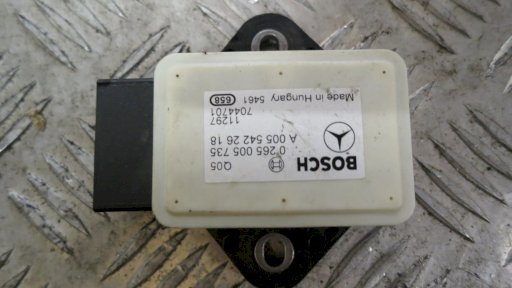 Q05
BOSCH
0 265 005 735
A 005 542 26 18
11297
7044701
Made in Hungary 5461
658